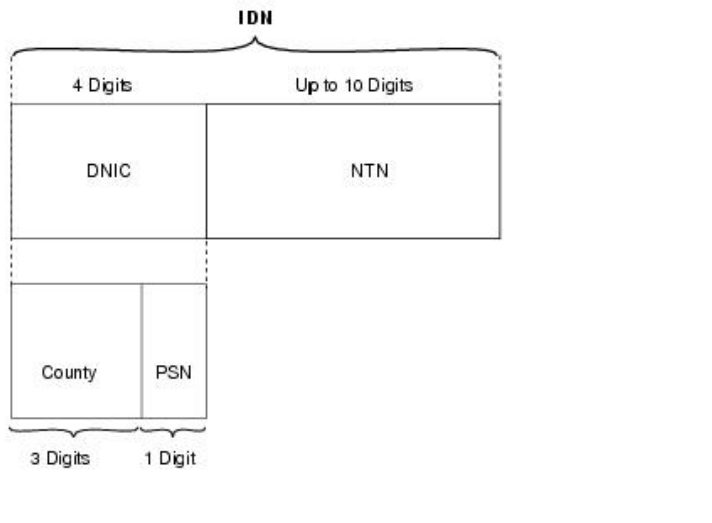 IDN
4 Digits
Up to 10 Digits
DNIC
NTN
County
PSN
3 Digits
1 Digit